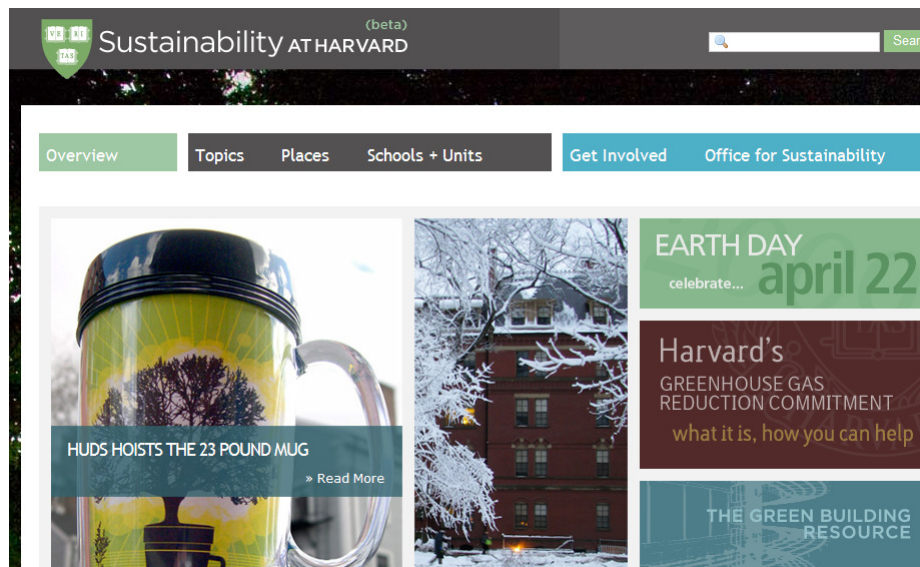 (beta)
VE RI
TAS
Sustainability AT HARVARD
Sear
Overview
Topics
Places
Schools + Units
Get Involved
Office for Sustainability
HUDS HOISTS THE 23 POUND MUG
» Read More
EARTH DAY
celebrate... april 22
Harvard's
GREENHOUSE GAS
REDUCTION COMMITMENT
what it is, how you can help
THE GREEN BUILDING
RESOURCE